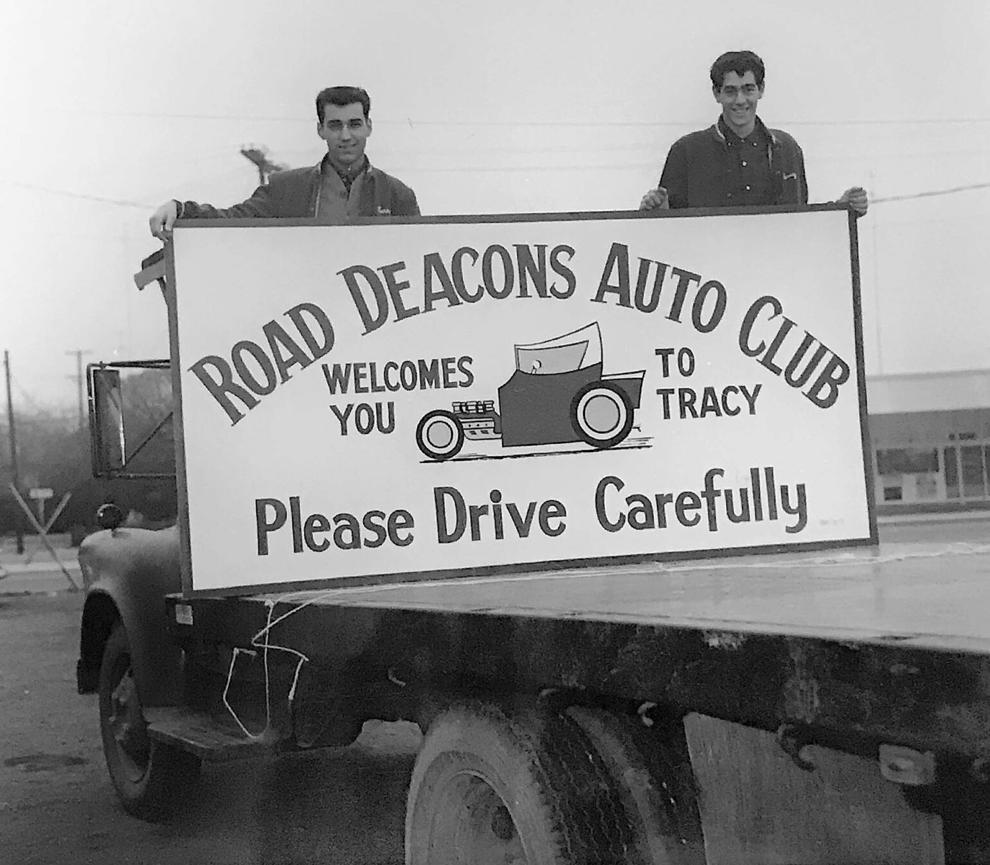 ROAD DEACONS AUTO CLUB
WELCOMES
YOU
TO
TRACY
Please Drive Carefully